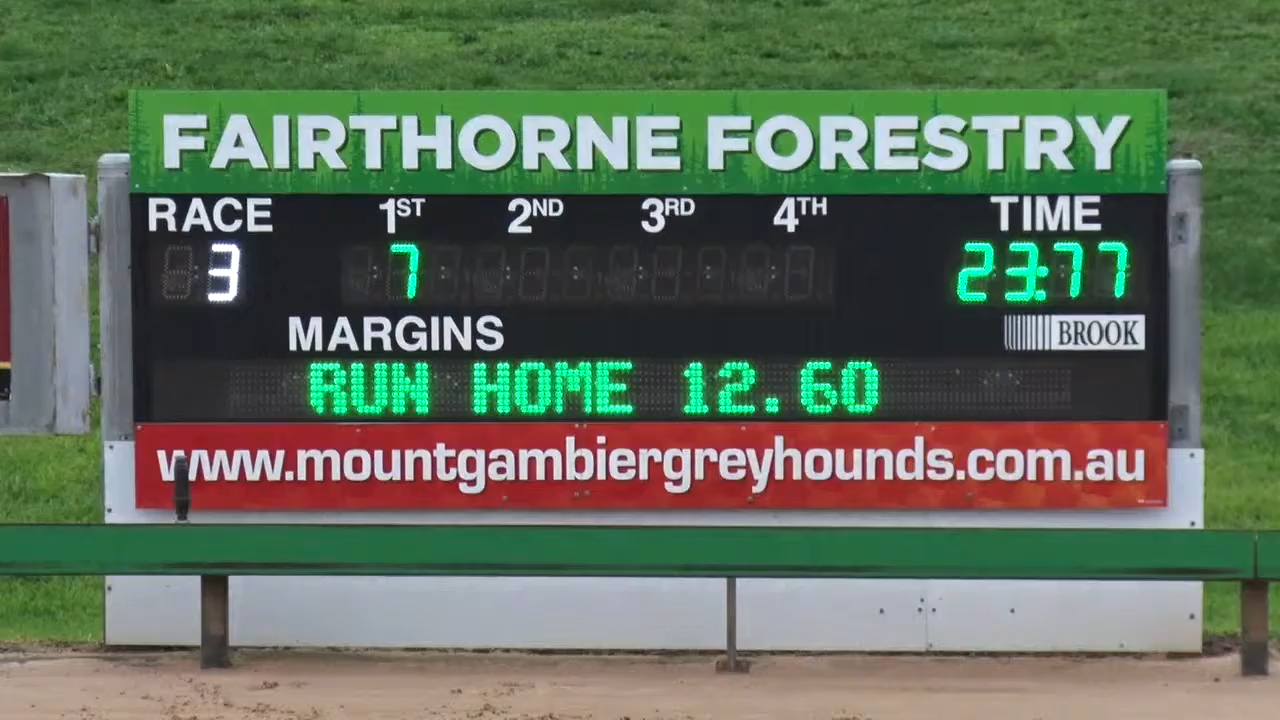 FAIRTHORNE FORESTRY
RACE 1ST 2ND 3RD 4TH TIME
3 7 23:77
MARGINS BROOK
RUN HOME 12.60
www.mountgambiergreyhounds.com.au